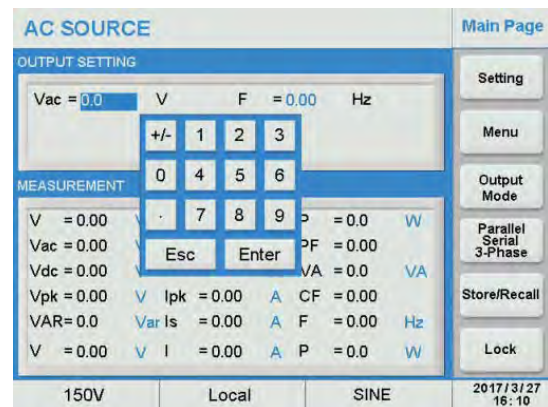 AC SOURCE
Main Page
OUTPUT SETTING
Vac = 0.0 V F = 0.00 Hz
+/- 1 2 3
0 4 5 6
. 7 8 9
Esc Enter
MEASUREMENT
V = 0.00 P = 0.0 W
Vac = 0.00 PF = 0.00
Vdc = 0.00 VA = 0.0 VA
Vpk = 0.00 V Ipk = 0.00 A CF = 0.00
VAR= 0.0 Var Is = 0.00 A F = 0.00 Hz
V = 0.00 V I = 0.00 A P = 0.0 W
Setting
Menu
Output
Mode
Parallel
Serial
3-Phase
Store/Recall
Lock
150V Local SINE
2017/3/27
16:10